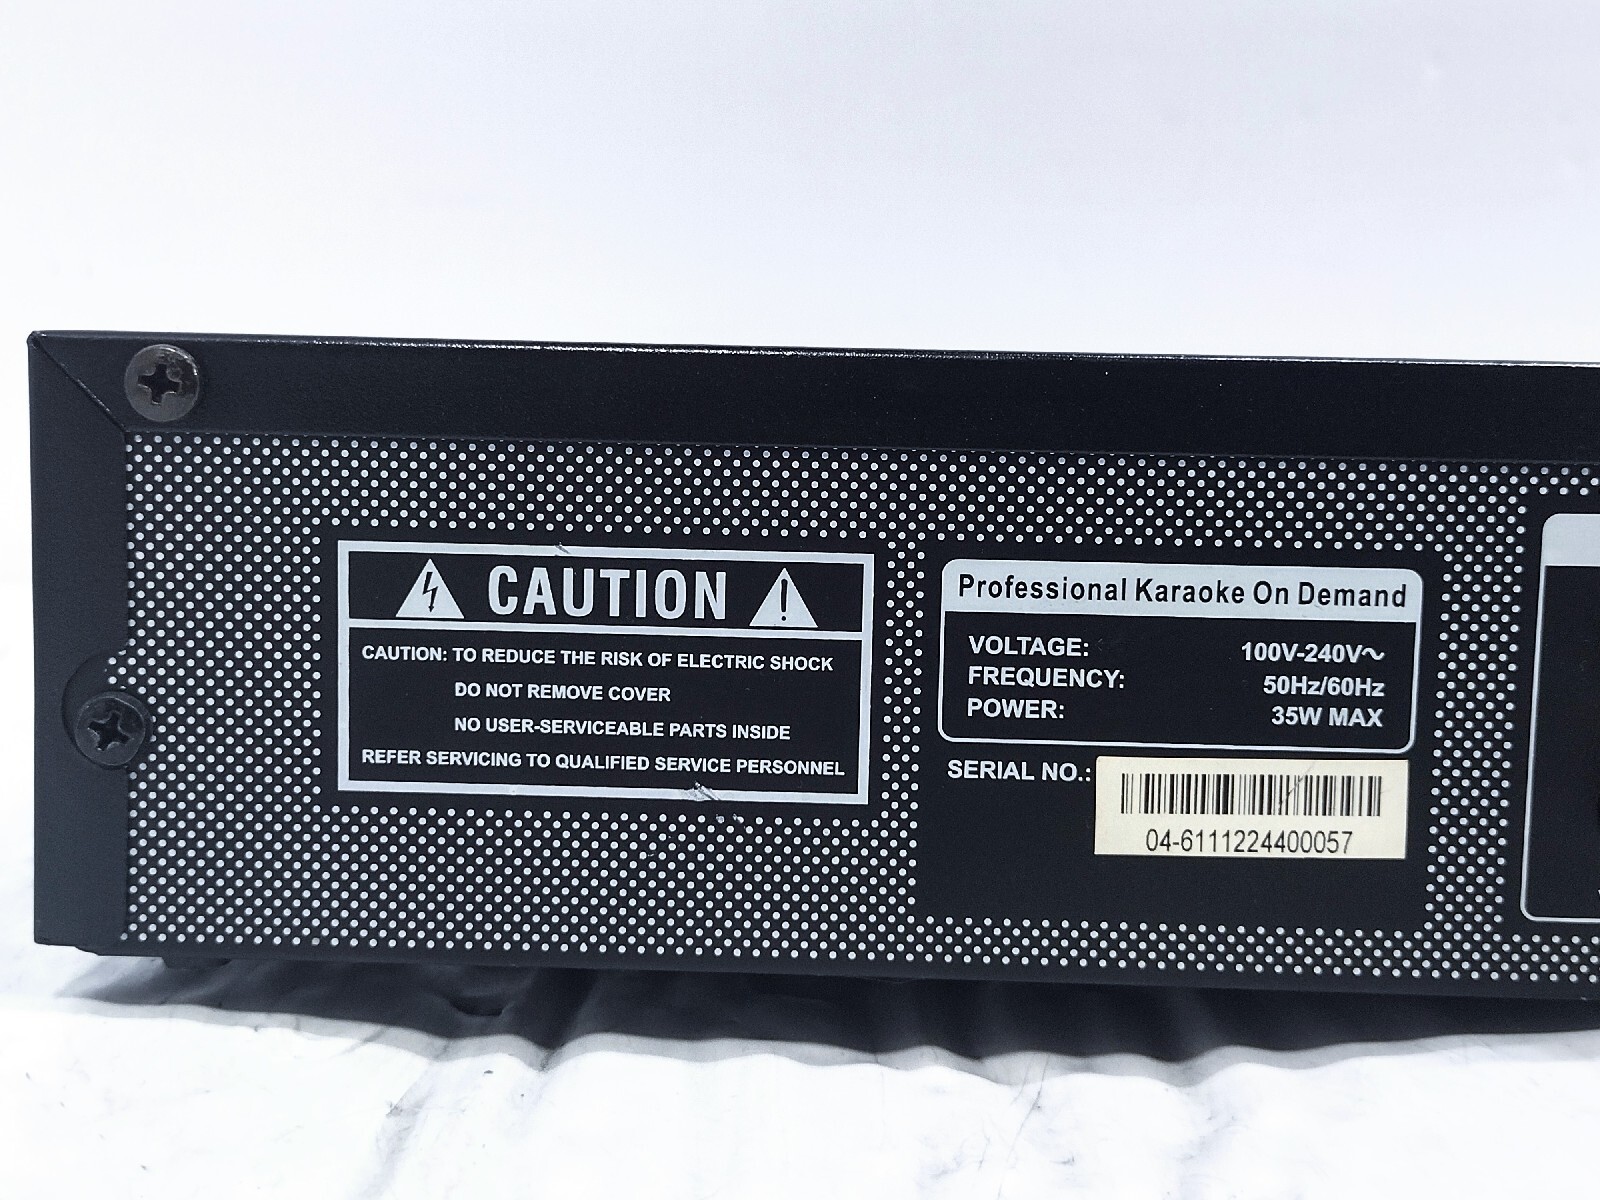 CAUTION
CAUTION: TO REDUCE THE RISK OF ELECTRIC SHOCK
DO NOT REMOVE COVER
NO USER-SERVICEABLE PARTS INSIDE
REFER SERVICING TO QUALIFIED SERVICE PERSONNEL
Professional Karaoke On Demand
VOLTAGE: 100V-240V~
FREQUENCY: 50Hz/60Hz
POWER: 35W MAX
SERIAL NO.:
04-6111224400057